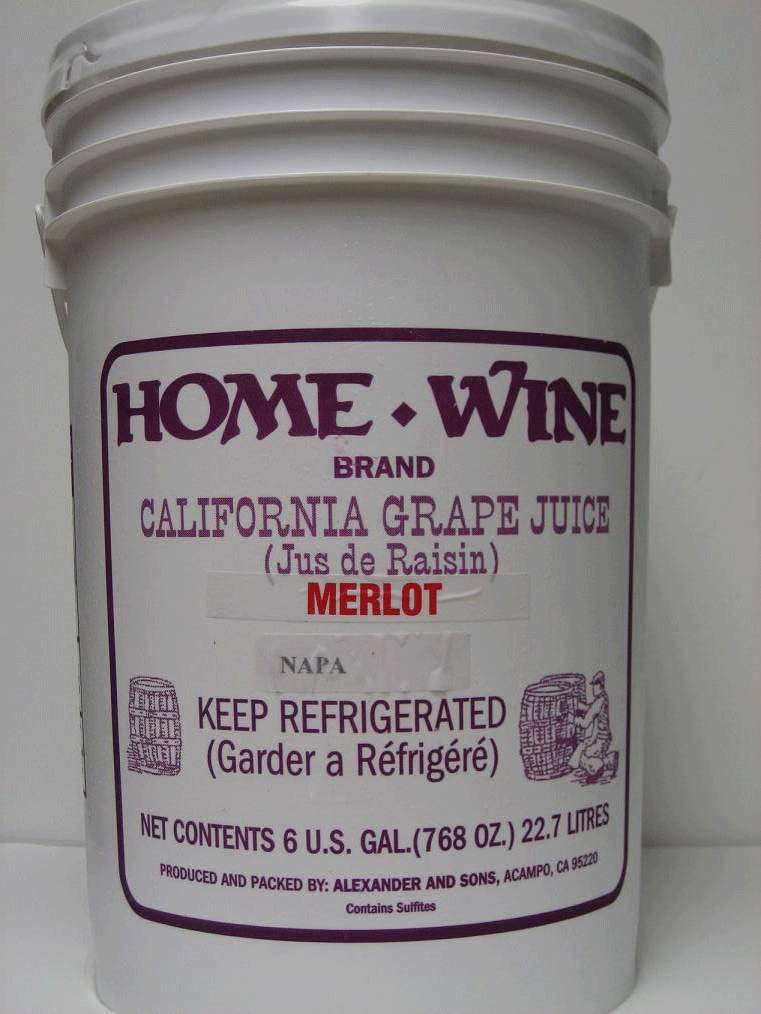 HOME ⬥ WINE
BRAND
CALIFORNIA GRAPE JUICE
(Jus de Raisin)
MERLOT
NAPA
KEEP REFRIGERATED
(Garder a Réfrigéré)
NET CONTENTS 6 U.S. GAL.(768 OZ.) 22.7 LITRES
PRODUCED AND PACKED BY: ALEXANDER AND SONS, ACAMPO, CA 95220
Contains Sulfites